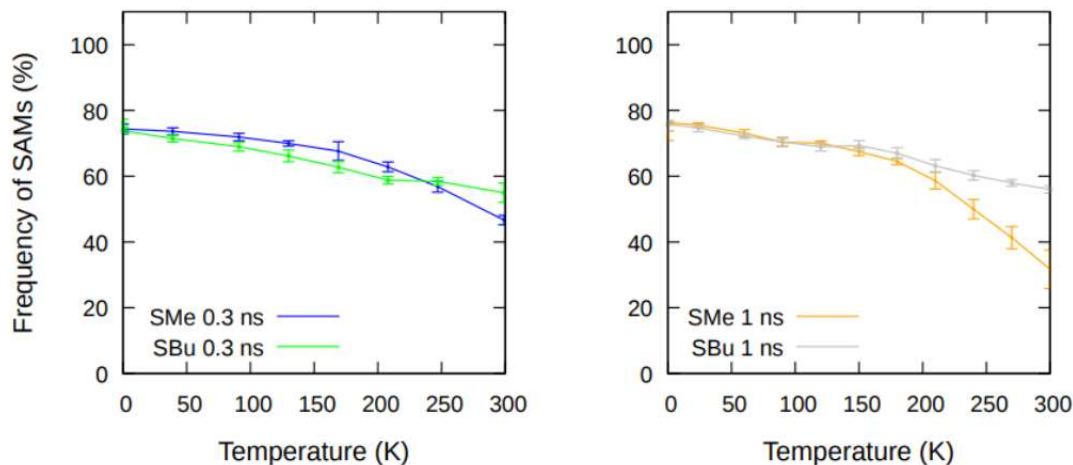 Frequency of SAMs (%)
100
80
60
40
20
0
SMe 0.3 ns
SBu 0.3 ns
0 50 100 150 200 250 300
Temperature (K)
100
80
60
40
20
0
SMe 1 ns
SBu 1 ns
0 50 100 150 200 250 300
Temperature (K)